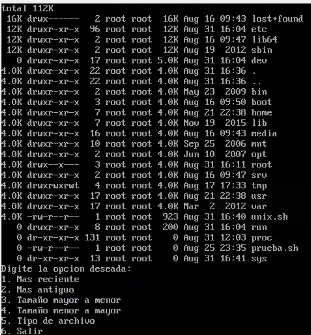 total 112K
16K drwx------ 2 root root 16K Aug 16 09:43 lost+found
12K drwxr-xr-x 96 root root 12K Aug 31 16:04 etc
12K drwxr-xr-x 2 root root 12K Aug 16 09:47 lib64
12K drwxr-xr-x 2 root root 12K Aug 19 2012 sbin
0 drwxr-xr-x 17 root root 5.0K Aug 31 16:04 dev
4.0K drwxr-xr-x 22 root root 4.0K Aug 31 16:36 .
4.0K drwxr-xr-x 22 root root 4.0K Aug 31 16:36 ..
4.0K drwxr-xr-x 2 root root 4.0K May 23 2009 bin
4.0K drwxr-xr-x 3 root root 4.0K Aug 16 09:50 boot
4.0K drwxr-xr-x 7 root root 4.0K Aug 21 22:38 home
4.0K drwxr-xr-x 7 root root 4.0K Nov 19 2015 lib
4.0K drwxr-xr-x 16 root root 4.0K Aug 16 09:43 media
4.0K drwxr-xr-x 10 root root 4.0K Sep 25 2006 mnt
4.0K drwxr-xr-x 2 root root 4.0K Jun 10 2007 opt
4.0K drwx--x--- 3 root root 4.0K Aug 31 16:11 root
4.0K drwxr-xr-x 2 root root 4.0K Aug 16 09:47 srv
4.0K drwxrwxrwt 4 root root 4.0K Aug 17 17:33 tmp
4.0K drwxr-xr-x 17 root root 4.0K Aug 21 22:38 usr
4.0K drwxr-xr-x 17 root root 4.0K Mar 2 2012 var
4.0K -rw-r--r-- 1 root root 923 Aug 31 16:40 unix.sh
0 drwxr-xr-x 8 root root 200 Aug 31 16:04 run
0 dr-xr-xr-x 131 root root 0 Aug 31 12:03 proc
0 -rw-r--r-- 1 root root 0 Aug 25 23:35 prueba.sh
0 dr-xr-xr-x 13 root root 0 Aug 31 16:41 sys
Digite la opcion deseada:
1. Mas reciente
2. Mas antiguo
3. Tamaño mayor a menor
4. Tamaño menor a mayor
5. Tipo de archivo
6. Salir